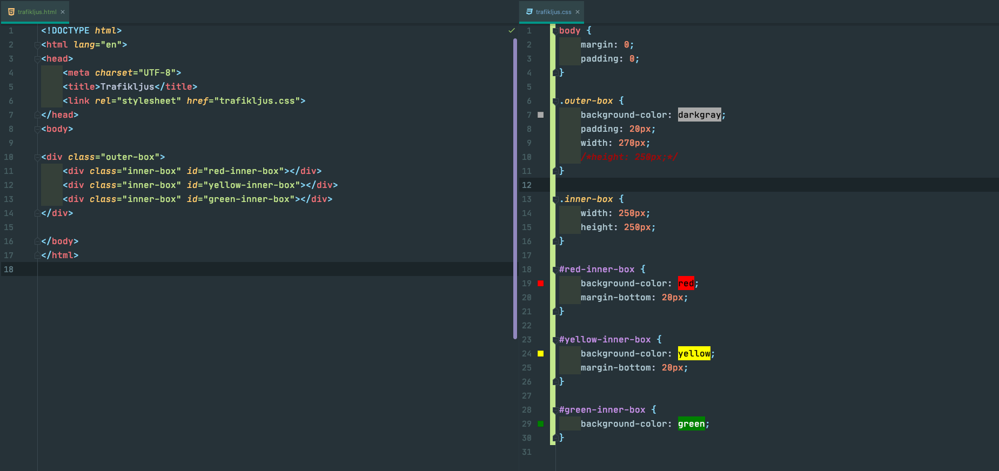 trafikljus.html ×
1 <!DOCTYPE html>
2 <html lang="en">
3 <head>
4 <meta charset="UTF-8">
5 <title>Trafikljus</title>
6 <link rel="stylesheet" href="trafikljus.css">
7 </head>
8 <body>
9
10 <div class="outer-box">
11 <div class="inner-box" id="red-inner-box"></div>
12 <div class="inner-box" id="yellow-inner-box"></div>
13 <div class="inner-box" id="green-inner-box"></div>
14 </div>
15
16 </body>
17 </html>
18
trafikljus.css ×
1 body {
2 margin: 0;
3 padding: 0;
4 }
5
6 .outer-box {
7 background-color: darkgray;
8 padding: 20px;
9 width: 270px;
10 /*height: 250px;*/
11 }
12
13 .inner-box {
14 width: 250px;
15 height: 250px;
16 }
17
18 #red-inner-box {
19 background-color: red;
20 margin-bottom: 20px;
21 }
22
23 #yellow-inner-box {
24 background-color: yellow;
25 margin-bottom: 20px;
26 }
27
28 #green-inner-box {
29 background-color: green;
30 }
31